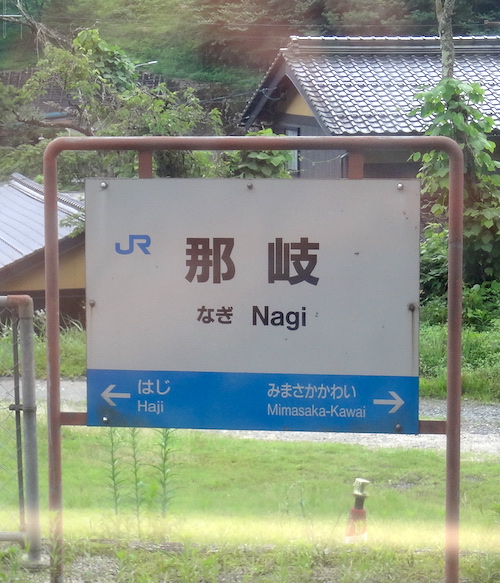 JR 那岐
なぎ Nagi
← はじ みまさかかわい →
Haji Mimasaka-Kawai